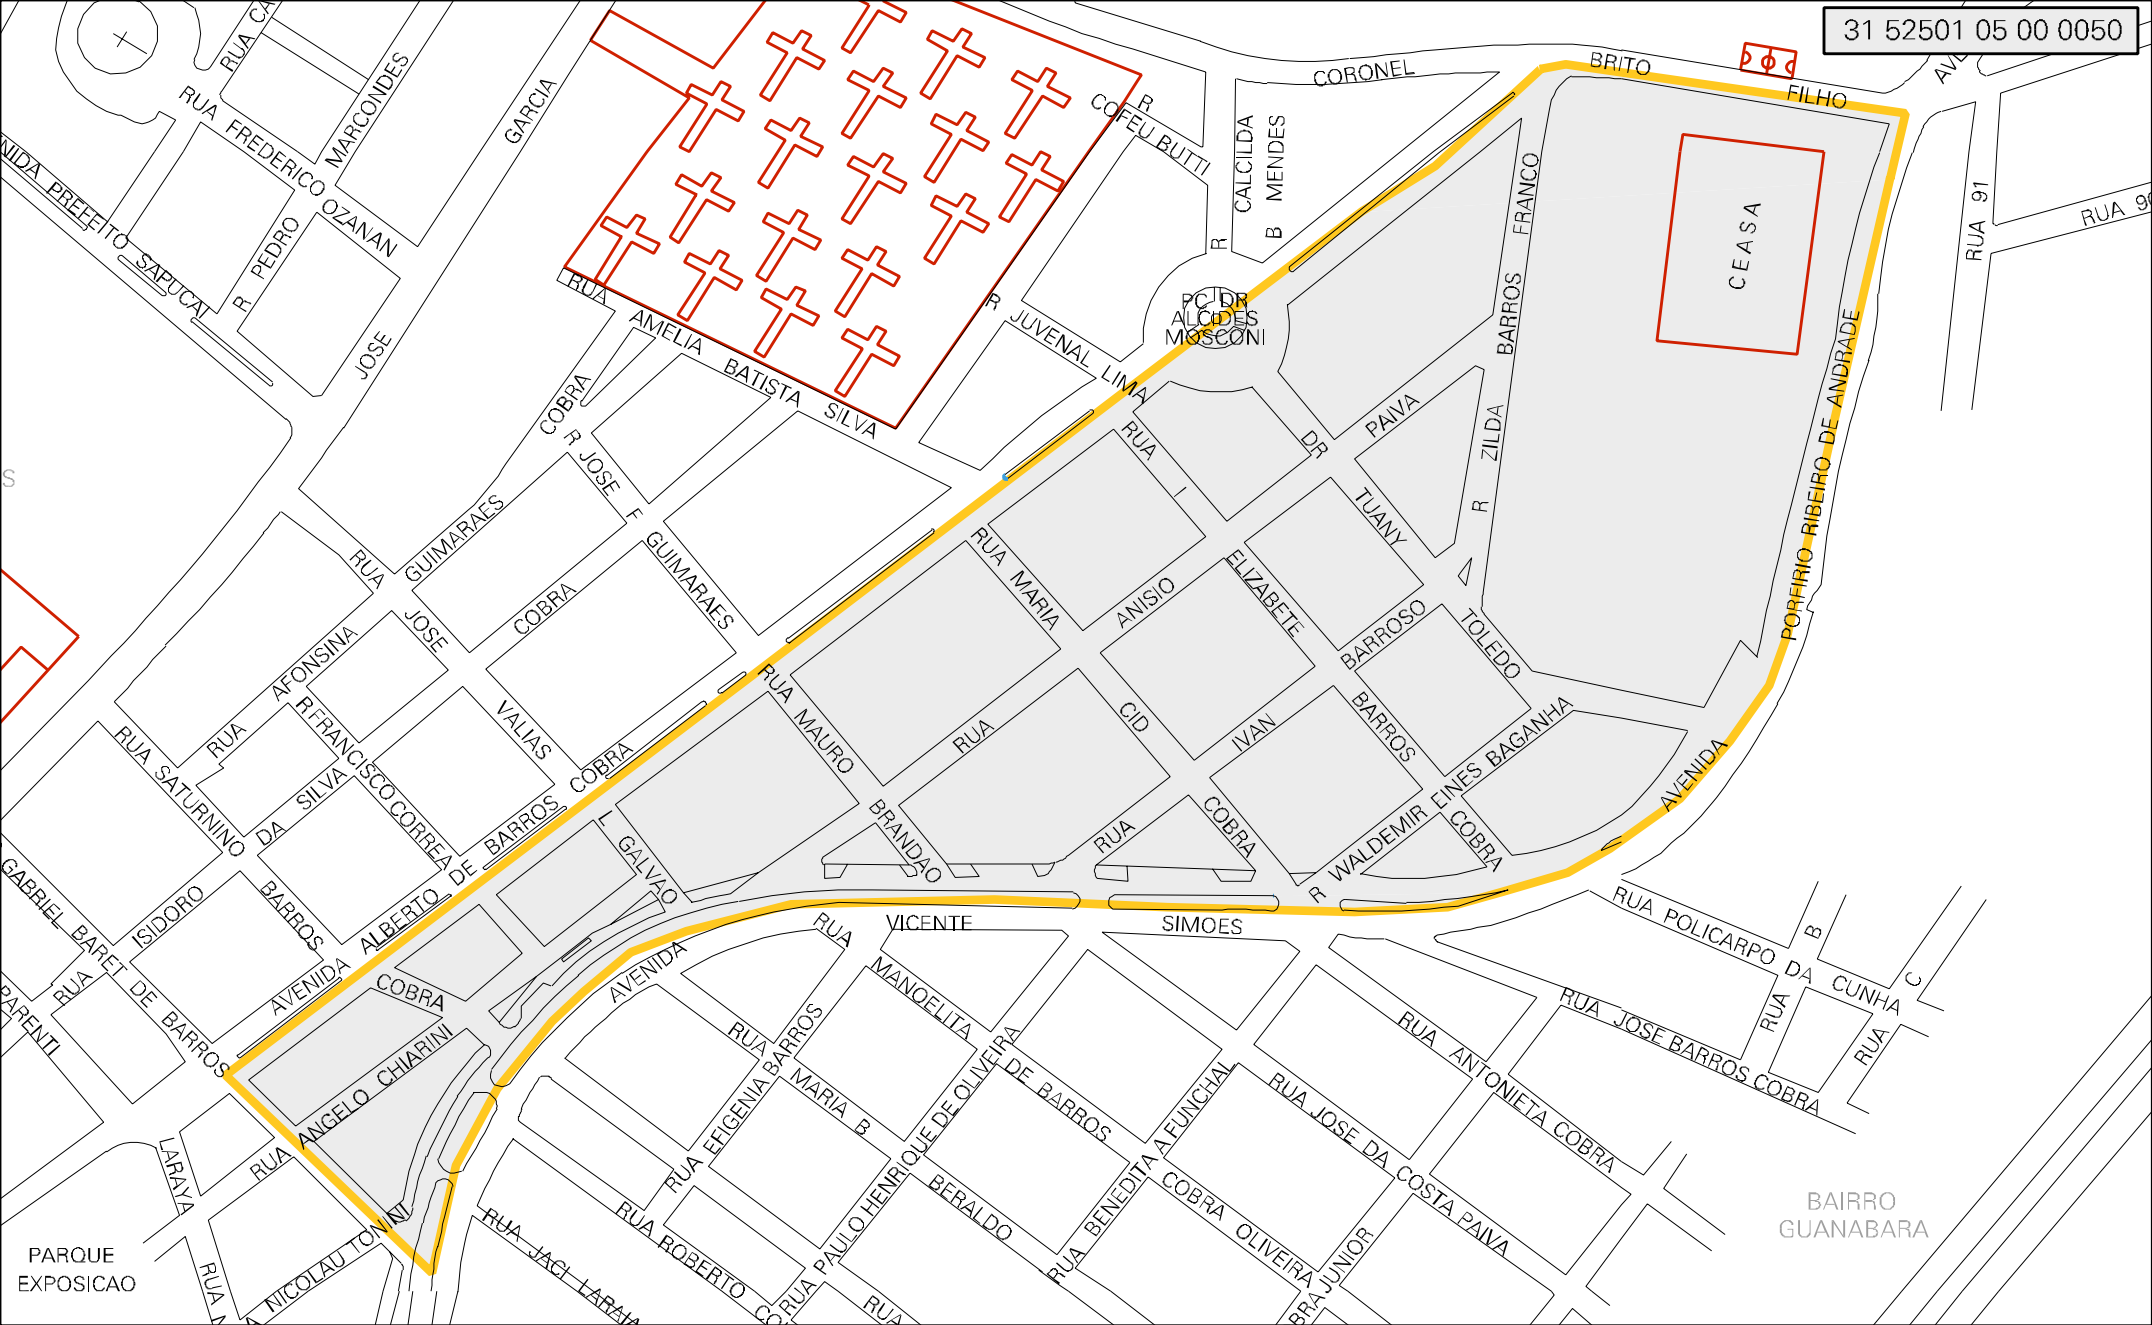 31 52501 05 00 0050
CORONEL
BRITO
FILHO
RUA 91
MARCONDES
GARCIA
RUA FREDERICO OZANAN
PREFEITO SAPUCAI
R PEDRO
JOSE
R
COFEU BUTTI
R CALCILDA
B MENDES
FRANCO
BARROS
ZILDA
R
CEASA
PC DR
ALCIDES
MOSCONI
R JUVENAL LIMA
RUA AMELIA BATISTA SILVA
COBRA
R JOSE F GUIMARAES
GUIMARAES
RUA JOSE
COBRA
VALIAS
RUA AFONSINA
R FRANCISCO CORREA
RUA SATURNINO
DA SILVA
BARROS
ISIDORO
RUA
GABRIEL BARET DE BARROS
PARENTI
AVENIDA ALBERTO DE BARROS COBRA
RUA I
DR
PAIVA
TUANY
TOLEDO
RUA MARIA
CID
COBRA
ANISIO
RUA
ELIZABETE
BARROS
COBRA
BARROSO
IVAN
RUA
RUA MAURO
BRANDAO
L GALVAO
COBRA
R WALDEMIR LINES BAGANHA
AVENIDA
PORFIRIO RIBEIRO DE ANDRADE
RUA ANGELO CHIARINI
AVENIDA
VICENTE
SIMOES
RUA
MANOELITA
DE BARROS
RUA
MARIA B
BERALDO
RUA EFIGENIA BARROS
RUA PAULO HENRIQUE DE OLIVEIRA
RUA BENEDITA A FUNCHAL
COBRA OLIVEIRA
JUNIOR
RUA JOSE DA COSTA PAIVA
RUA ANTONIETA COBRA
RUA JOSE BARROS COBRA
RUA POLICARPO DA CUNHA
RUA B
RUA C
BAIRRO
GUANABARA
LARAYA
NICOLAU TONINI
PARQUE
EXPOSICAO
RUA JACI LARAIA
RUA ROBERTO
RUA